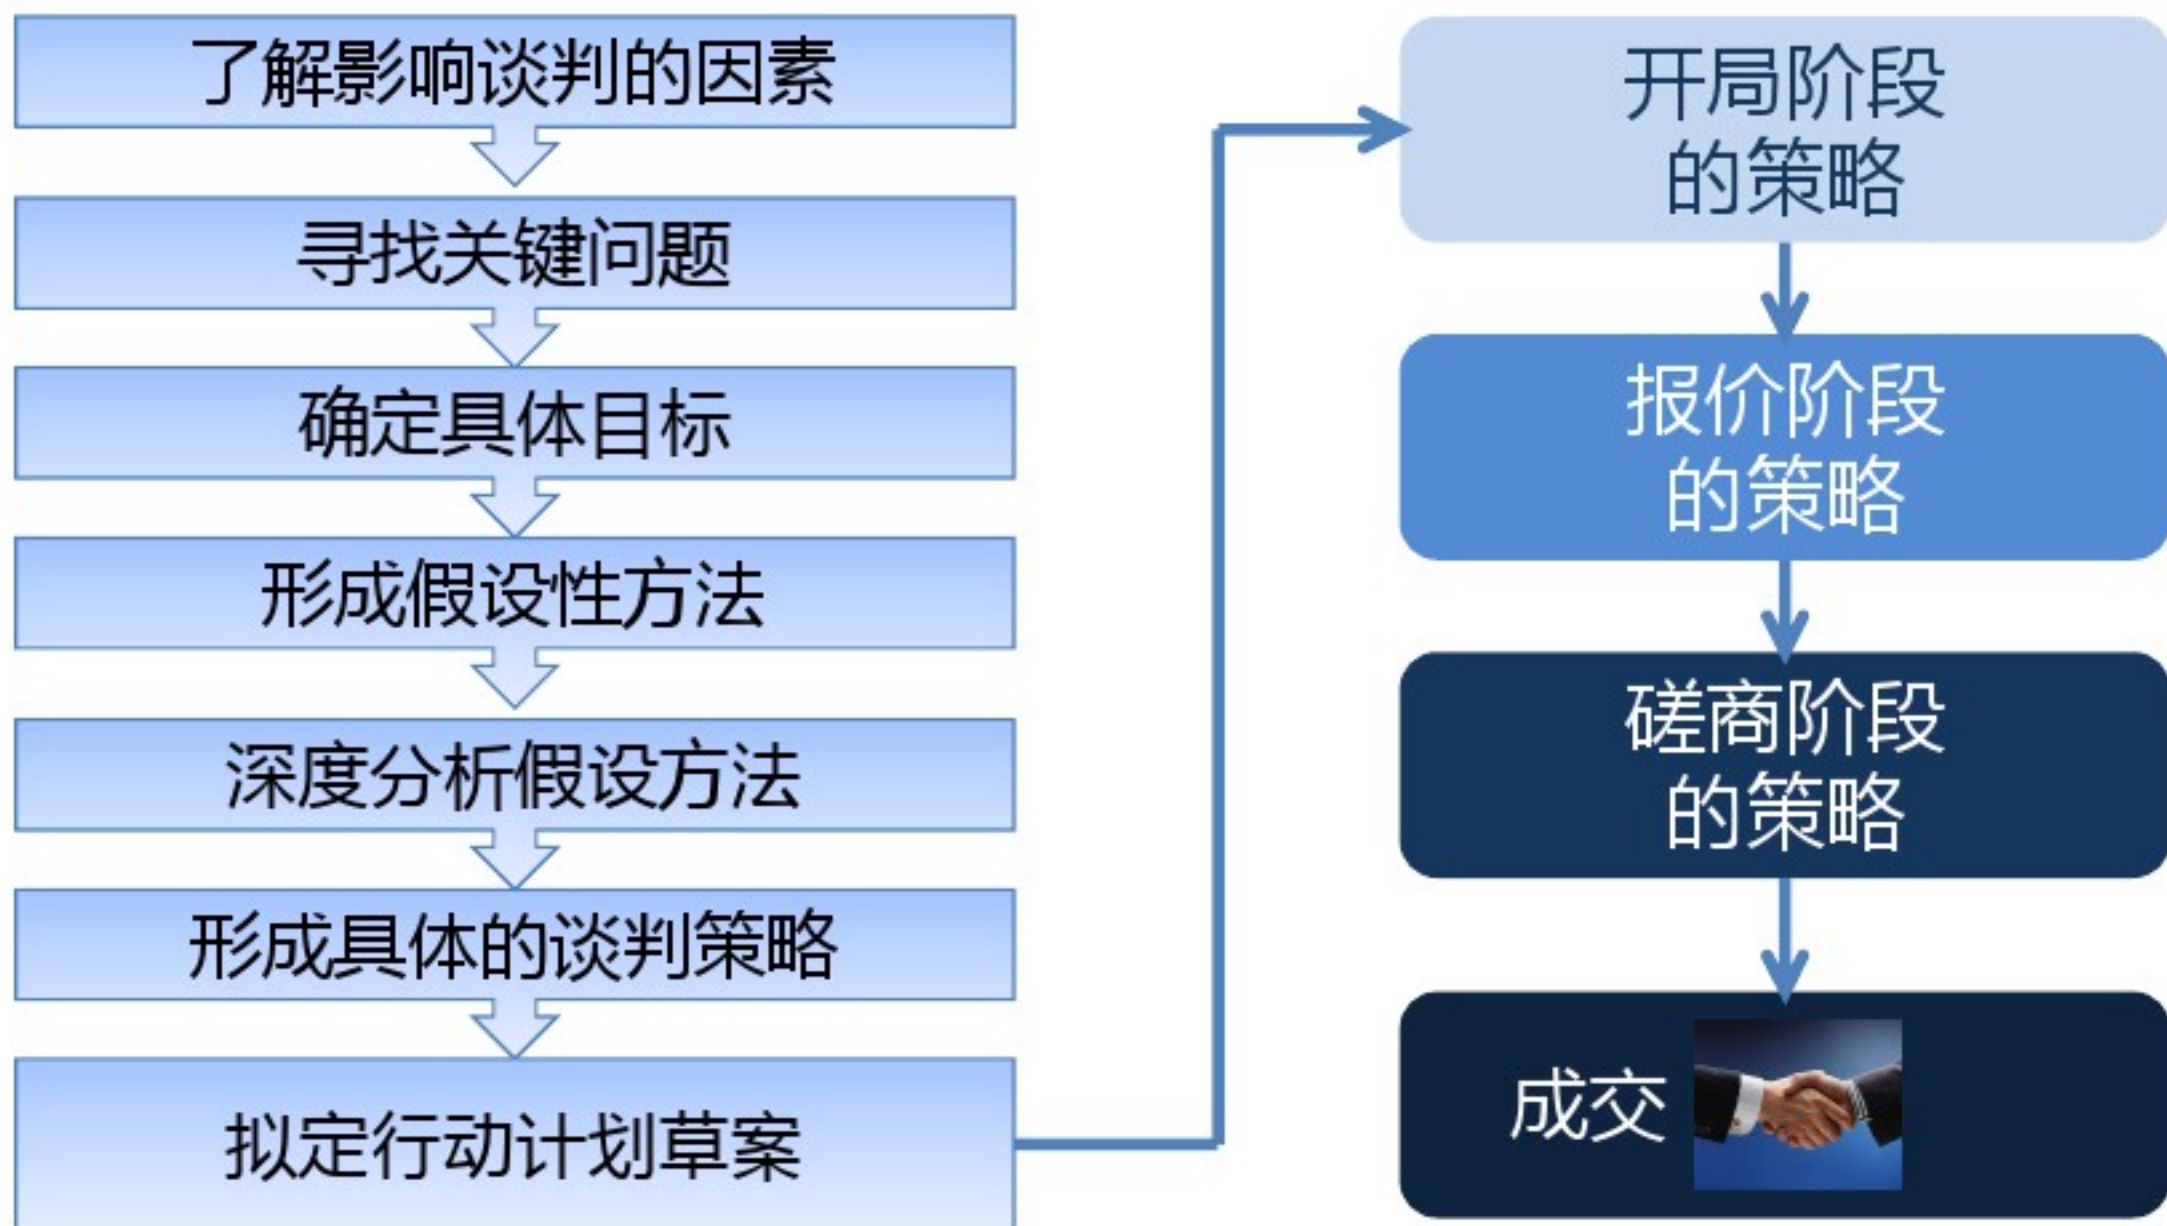 了解影响谈判的因素
寻找关键问题
确定具体目标
形成假设性方法
深度分析假设方法
形成具体的谈判策略
拟定行动计划草案
开局阶段
的策略
报价阶段
的策略
磋商阶段
的策略
成交